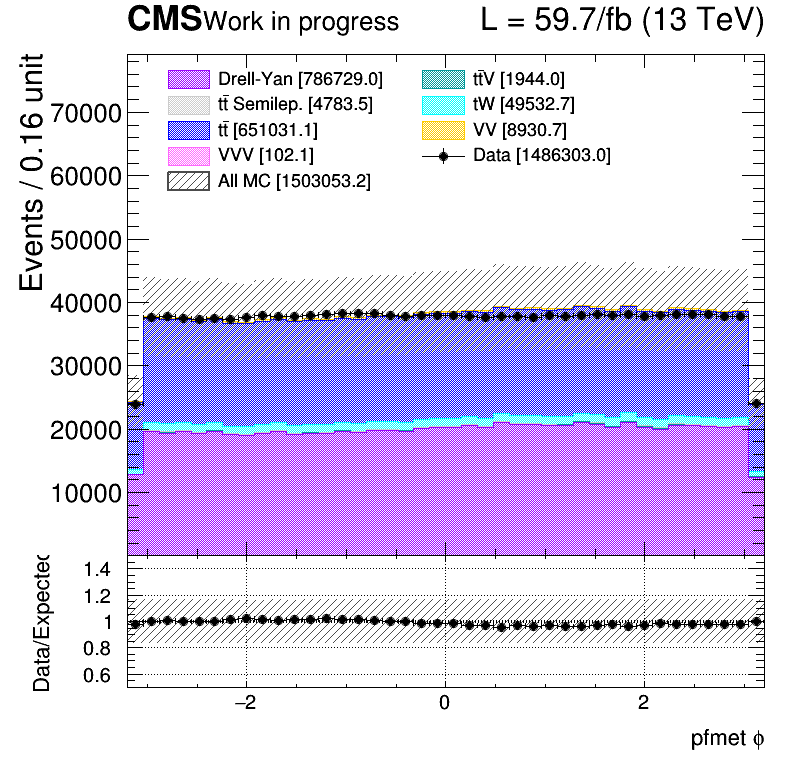 CMS Work in progress L = 59.7/fb (13 TeV)
Drell-Yan [786729.0] tt̄V [1944.0]
tt̄ Semilep. [4783.5] tW [49532.7]
tt̄ [651031.1] VV [8930.7]
VVV [102.1] Data [1486303.0]
All MC [1503053.2]
Events / 0.16 unit
70000
60000
50000
40000
30000
20000
10000
Data/Expected
1.4
1.2
1
0.8
0.6
−2 0 2
pfmet ϕ